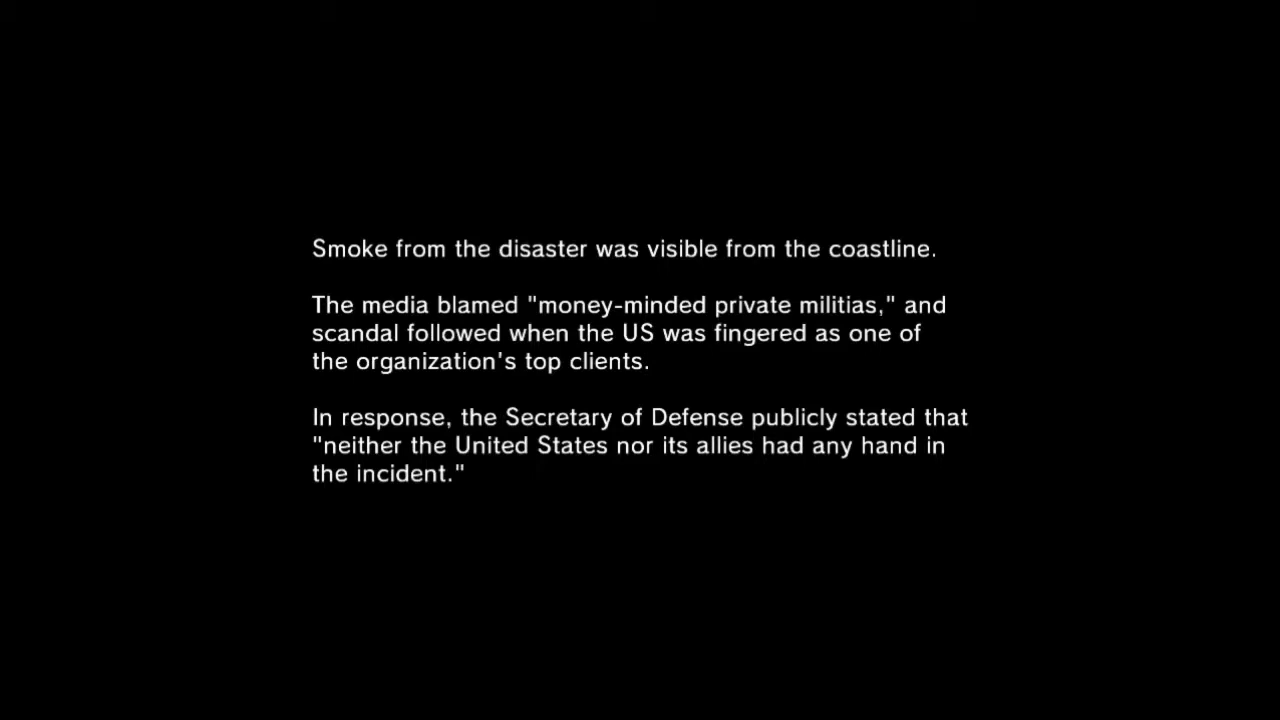 Smoke from the disaster was visible from the coastline.
The media blamed "money-minded private militias," and
scandal followed when the US was fingered as one of
the organization's top clients.
In response, the Secretary of Defense publicly stated that
"neither the United States nor its allies had any hand in
the incident."